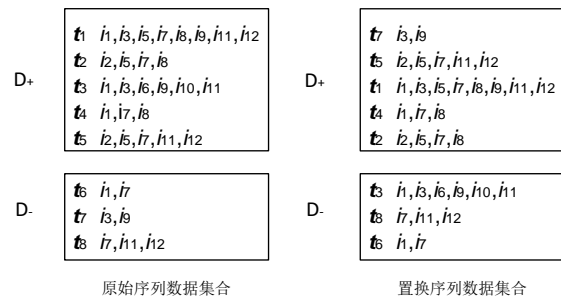 D+
t1 i1,i3,i5,i7,i8,i9,i11,i12
t2 i2,i5,i7,i8
t3 i1,i3,i6,i9,i10,i11
t4 i1,i7,i8
t5 i2,i5,i7,i11,i12
D-
t6 i1,i7
t7 i3,i9
t8 i7,i11,i12
原始序列数据集合
D+
t7 i3,i9
t5 i2,i5,i7,i11,i12
t1 i1,i3,i5,i7,i8,i9,i11,i12
t4 i1,i7,i8
t2 i2,i5,i7,i8
D-
t3 i1,i3,i6,i9,i10,i11
t8 i7,i11,i12
t6 i1,i7
置换序列数据集合